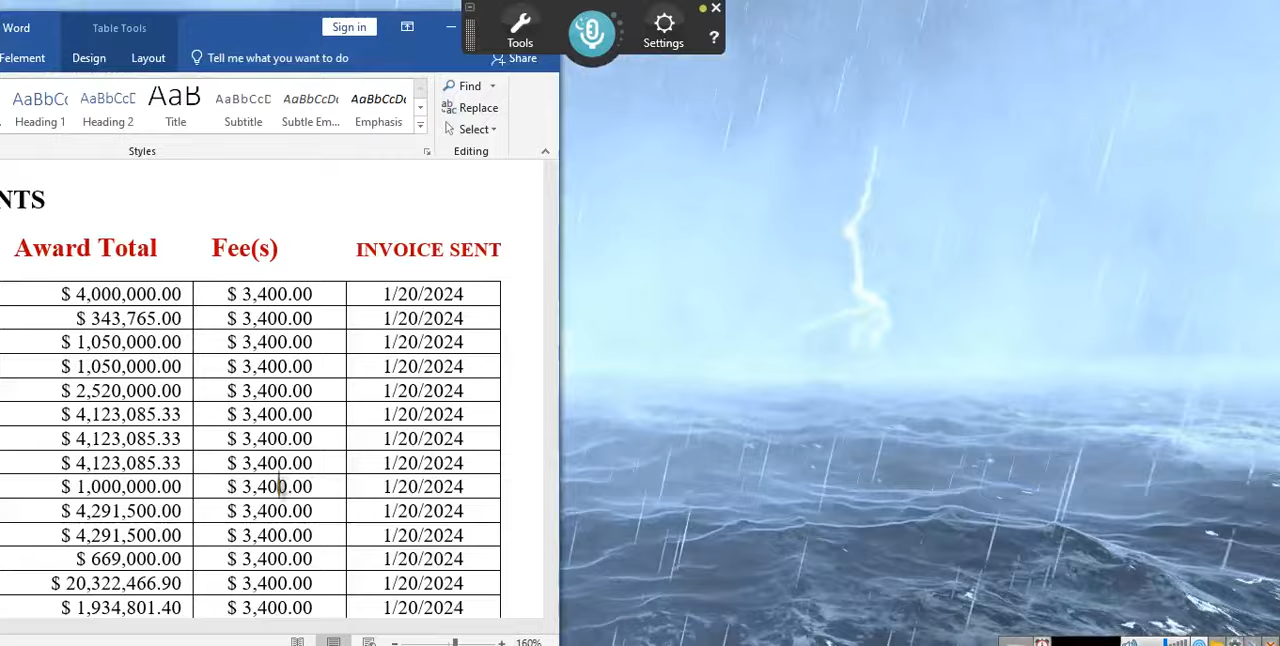 Word Table Tools Sign in Tools Settings ?
Felement Design Layout Tell me what you want to do Share
AaBbCc AaBbCcD AaB AaBbCcD AaBbCcDc AaBbCcDc Find
Heading 1 Heading 2 Title Subtitle Subtle Em... Emphasis Replace
Select
Styles Editing
NTS
Award Total Fee(s) INVOICE SENT
$ 4,000,000.00 $ 3,400.00 1/20/2024
$ 343,765.00 $ 3,400.00 1/20/2024
$ 1,050,000.00 $ 3,400.00 1/20/2024
$ 1,050,000.00 $ 3,400.00 1/20/2024
$ 2,520,000.00 $ 3,400.00 1/20/2024
$ 4,123,085.33 $ 3,400.00 1/20/2024
$ 4,123,085.33 $ 3,400.00 1/20/2024
$ 4,123,085.33 $ 3,400.00 1/20/2024
$ 1,000,000.00 $ 3,400.00 1/20/2024
$ 4,291,500.00 $ 3,400.00 1/20/2024
$ 4,291,500.00 $ 3,400.00 1/20/2024
$ 669,000.00 $ 3,400.00 1/20/2024
$ 20,322,466.90 $ 3,400.00 1/20/2024
$ 1,934,801.40 $ 3,400.00 1/20/2024
160%